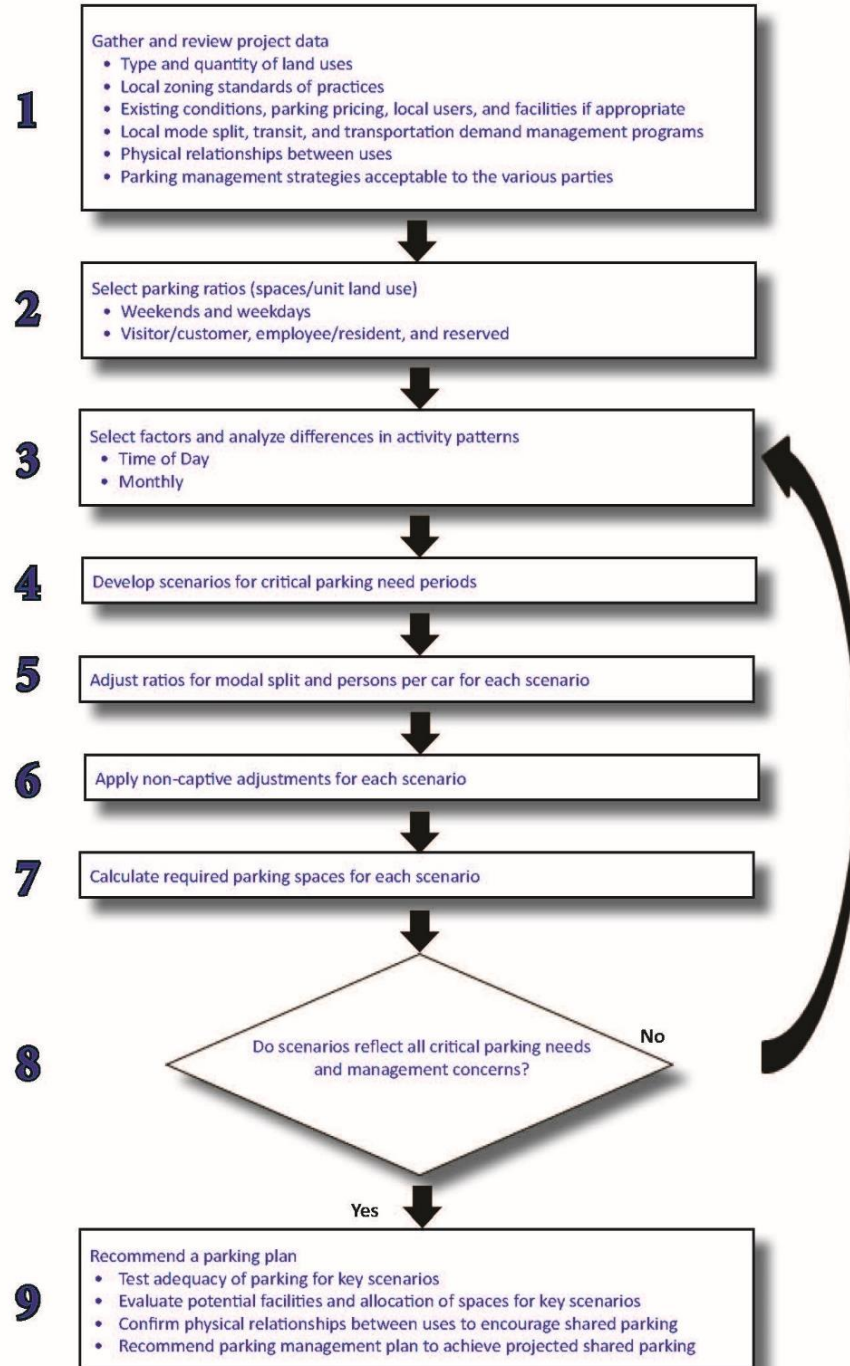 1
Gather and review project data
• Type and quantity of land uses
• Local zoning standards of practices
• Existing conditions, parking pricing, local users, and facilities if appropriate
• Local mode split, transit, and transportation demand management programs
• Physical relationships between uses
• Parking management strategies acceptable to the various parties
2
Select parking ratios (spaces/unit land use)
• Weekends and weekdays
• Visitor/customer, employee/resident, and reserved
3
Select factors and analyze differences in activity patterns
• Time of Day
• Monthly
4
Develop scenarios for critical parking need periods
5
Adjust ratios for modal split and persons per car for each scenario
6
Apply non-captive adjustments for each scenario
7
Calculate required parking spaces for each scenario
8
Do scenarios reflect all critical parking needs
and management concerns?
No
Yes
9
Recommend a parking plan
• Test adequacy of parking for key scenarios
• Evaluate potential facilities and allocation of spaces for key scenarios
• Confirm physical relationships between uses to encourage shared parking
• Recommend parking management plan to achieve projected shared parking